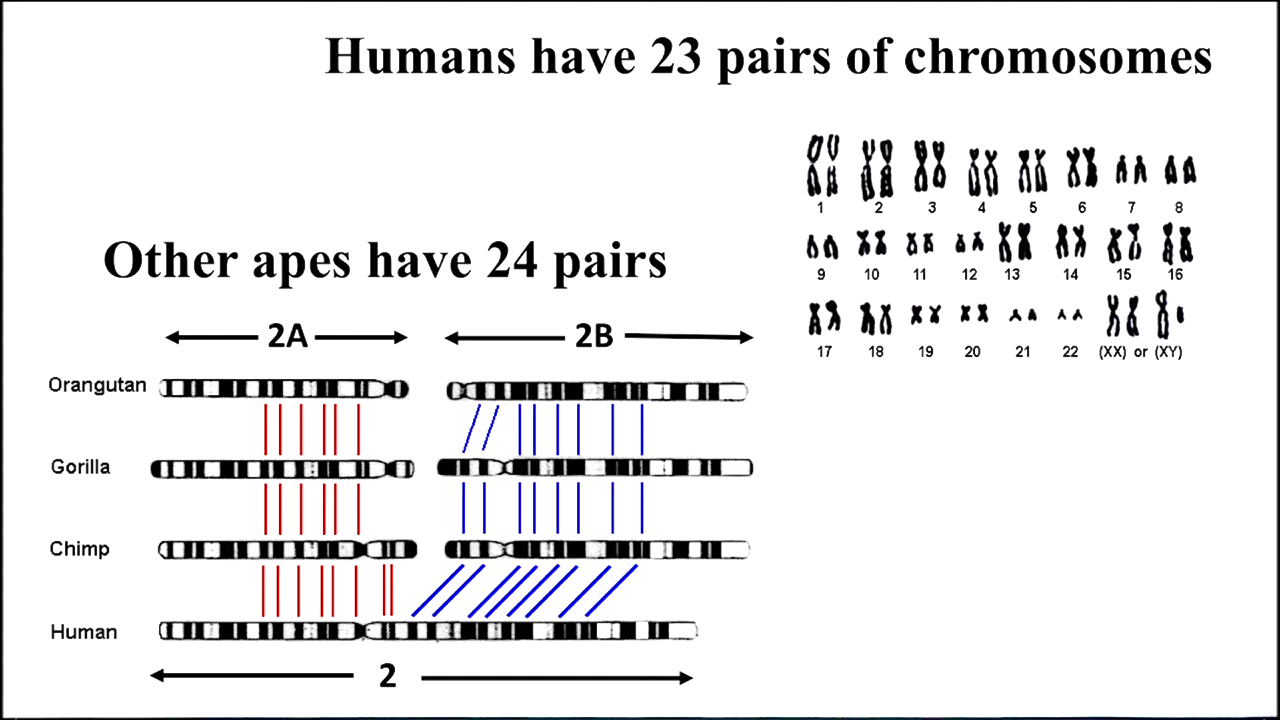 Humans have 23 pairs of chromosomes
1 2 3 4 5 6 7 8
9 10 11 12 13 14 15 16
17 18 19 20 21 22 (XX) or (XY)
Other apes have 24 pairs
2A 2B
Orangutan
Gorilla
Chimp
Human
2